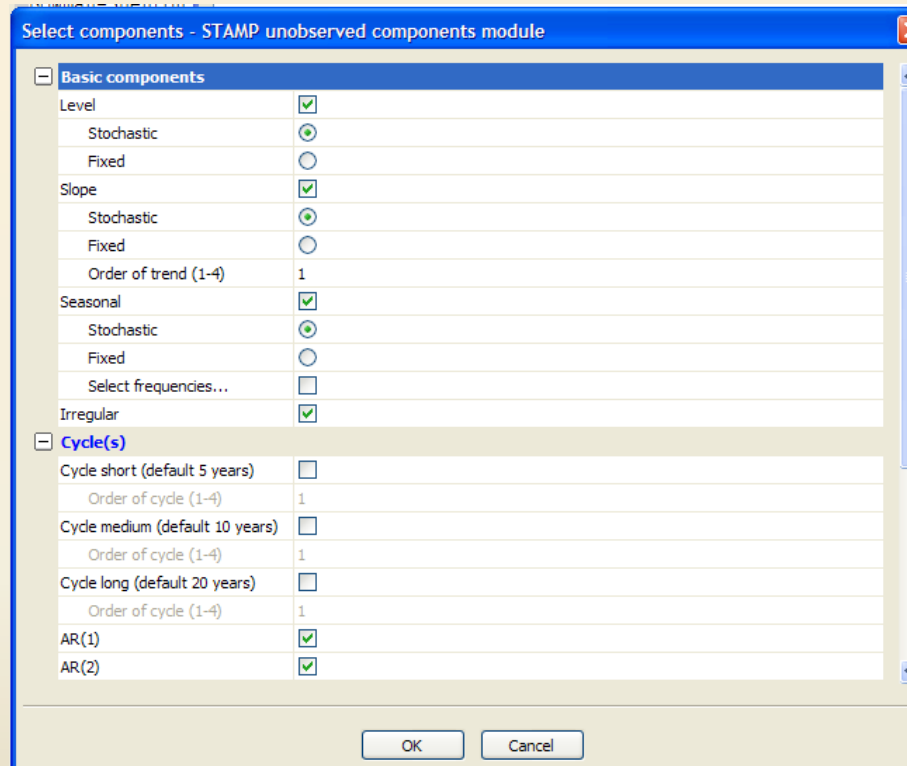 Select components - STAMP unobserved components module
Basic components
Level
Stochastic
Fixed
Slope
Stochastic
Fixed
Order of trend (1-4) 1
Seasonal
Stochastic
Fixed
Select frequencies...
Irregular
Cycle(s)
Cycle short (default 5 years)
Order of cycle (1-4) 1
Cycle medium (default 10 years)
Order of cycle (1-4) 1
Cycle long (default 20 years)
Order of cycle (1-4) 1
AR(1)
AR(2)
OK Cancel